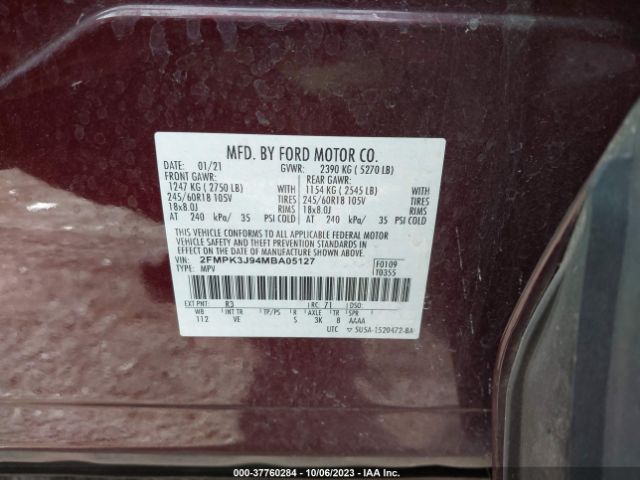 MFD. BY FORD MOTOR CO.
DATE: 01/21 GVWR: 2390 KG ( 5270 LB)
FRONT GAWR: REAR GAWR:
1247 KG ( 2750 LB) WITH 1154 KG ( 2545 LB) WITH
245/60R18 105V TIRES 245/60R18 105V TIRES
18x8.0J RIMS 18x8.0J RIMS
AT 240 kPa/ 35 PSI COLD AT 240 kPa/ 35 PSI COLD
THIS VEHICLE CONFORMS TO ALL APPLICABLE FEDERAL MOTOR
VEHICLE SAFETY AND THEFT PREVENTION STANDARDS IN EFFECT
ON THE DATE OF MANUFACTURE SHOWN ABOVE.
VIN: 2FMPK3J94MBA05127 F0109
TYPE: MPV T0355
EXT PNT: R3 RC: 71 DSO:
WB INT TR TP/PS R AXLE TR SPR
112 VE S 3K 8 AAAA
UTC ▽ 5U5A-1520472-BA
000-37760284 | 10/06/2023 | IAA Inc.